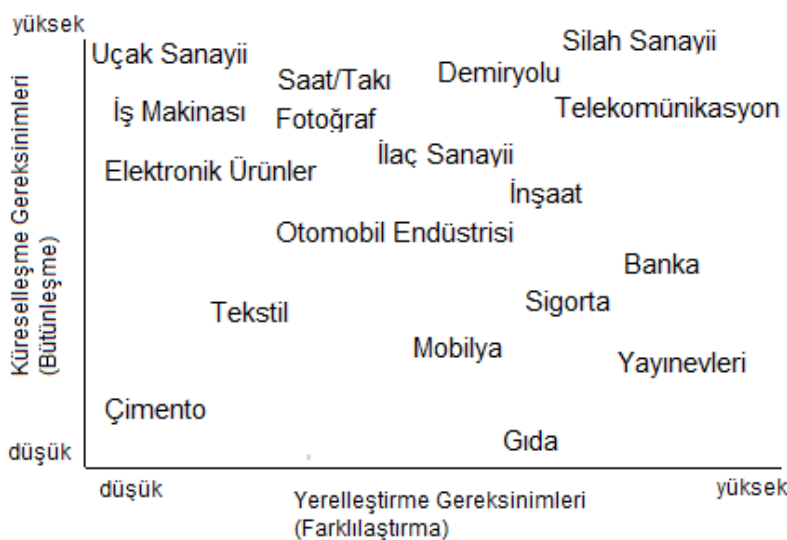 yüksek
Silah Sanayii
Uçak Sanayii
Saat/Takı
Demiryolu
İş Makinası
Fotoğraf
Telekomünikasyon
Elektronik Ürünler
İlaç Sanayii
İnşaat
Otomobil Endüstrisi
Banka
Tekstil
Sigorta
Mobilya
Yayınevleri
Çimento
Gıda
Küreselleşme Gereksinimleri
(Bütünleşme)
düşük
düşük
Yerelleştirme Gereksinimleri
(Farklılaştırma)
yüksek